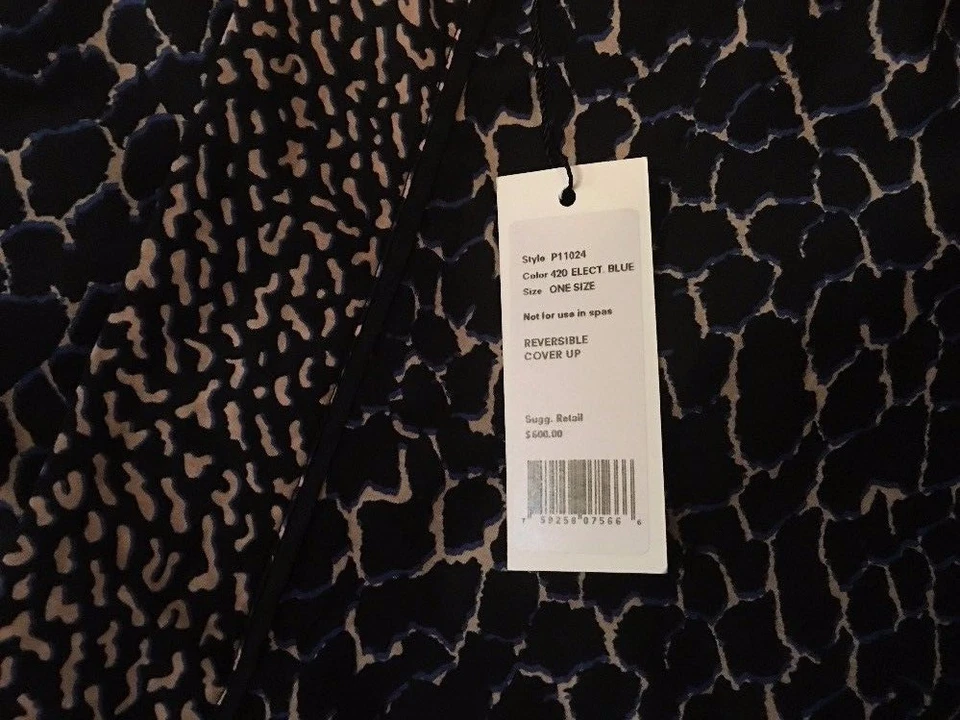 Style P11024
Color 420 ELECT. BLUE
Size ONE SIZE
Not for use in spas
REVERSIBLE
COVER UP
Sugg. Retail
$600.00
7 59258 07566 6